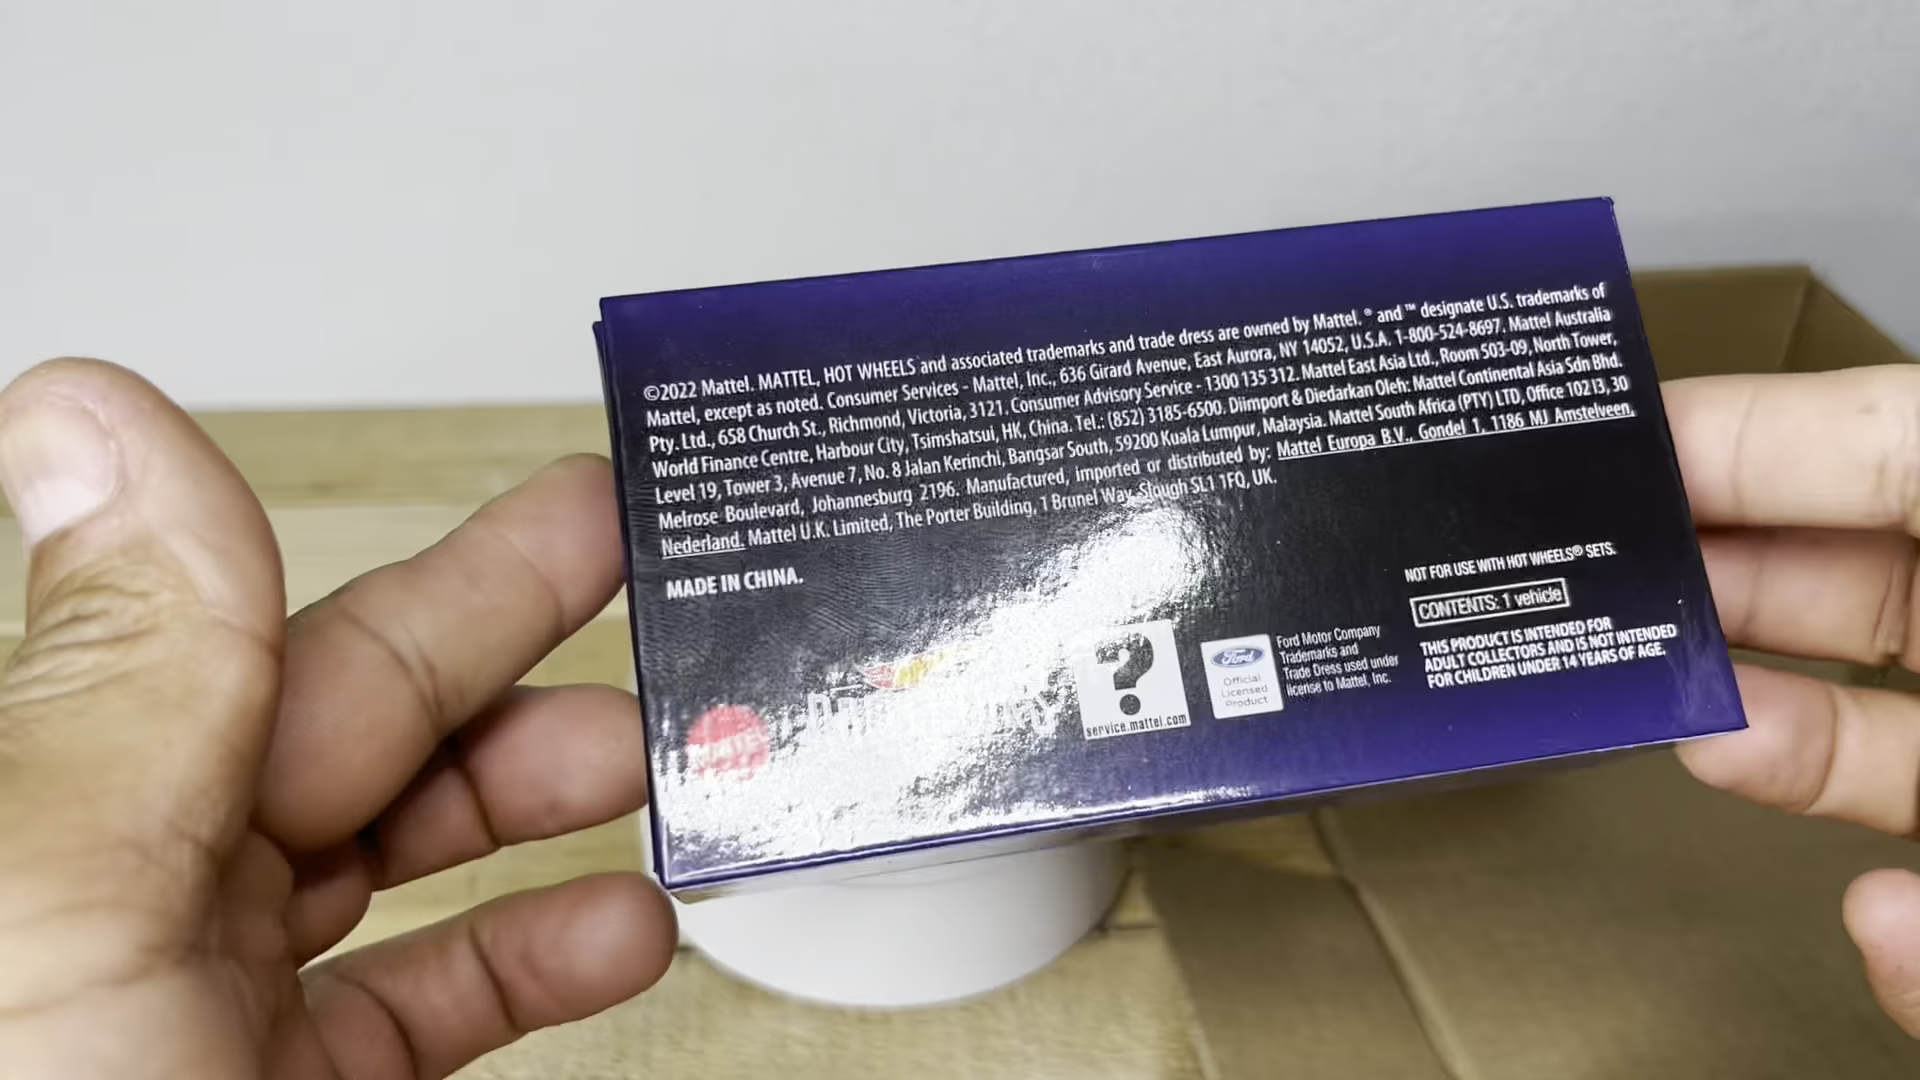 ©2022 Mattel. MATTEL, HOT WHEELS and associated trademarks and trade dress are owned by Mattel. ® and ™ designate U.S. trademarks of
Mattel, except as noted. Consumer Services - Mattel, Inc., 636 Girard Avenue, East Aurora, NY 14052, U.S.A. 1-800-524-8697. Mattel Australia
Pty. Ltd., 658 Church St., Richmond, Victoria, 3121. Consumer Advisory Service - 1300 135 312. Mattel East Asia Ltd., Room 503-09, North Tower,
World Finance Centre, Harbour City, Tsimshatsui, HK, China. Tel.: (852) 3185-6500. Diimport & Diedarkan Oleh: Mattel Continental Asia Sdn Bhd.
Level 19, Tower 3, Avenue 7, No. 8 Jalan Kerinchi, Bangsar South, 59200 Kuala Lumpur, Malaysia. Mattel South Africa (PTY) LTD, Office 102 I3, 30
Melrose Boulevard, Johannesburg 2196. Manufactured, imported or distributed by: Mattel Europa B.V., Gondel 1, 1186 MJ Amstelveen,
Nederland. Mattel U.K. Limited, The Porter Building, 1 Brunel Way, Slough SL1 1FQ, UK.
MADE IN CHINA.
MATTEL
?
service.mattel.com
Ford
Official
Licensed
Product
Ford Motor Company
Trademarks and
Trade Dress used under
license to Mattel, Inc.
NOT FOR USE WITH HOT WHEELS® SETS.
CONTENTS: 1 vehicle
THIS PRODUCT IS INTENDED FOR
ADULT COLLECTORS AND IS NOT INTENDED
FOR CHILDREN UNDER 14 YEARS OF AGE.